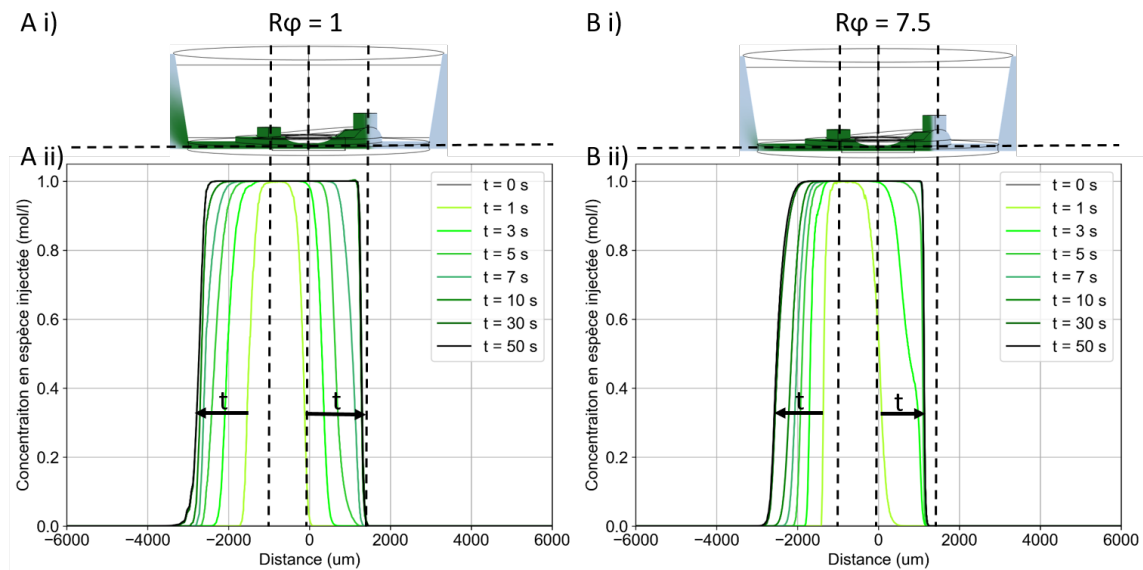 A i)
Rφ = 1
A ii)
Concentraiton en espèce injectée (mol/l)
1.0
0.8
0.6
0.4
0.2
0.0
t = 0 s
t = 1 s
t = 3 s
t = 5 s
t = 7 s
t = 10 s
t = 30 s
t = 50 s
t
t
−6000 −4000 −2000 0 2000 4000 6000
Distance (um)
B i)
Rφ = 7.5
B ii)
Concentraiton en espèce injectée (mol/l)
1.0
0.8
0.6
0.4
0.2
0.0
t = 0 s
t = 1 s
t = 3 s
t = 5 s
t = 7 s
t = 10 s
t = 30 s
t = 50 s
t
t
−6000 −4000 −2000 0 2000 4000 6000
Distance (um)